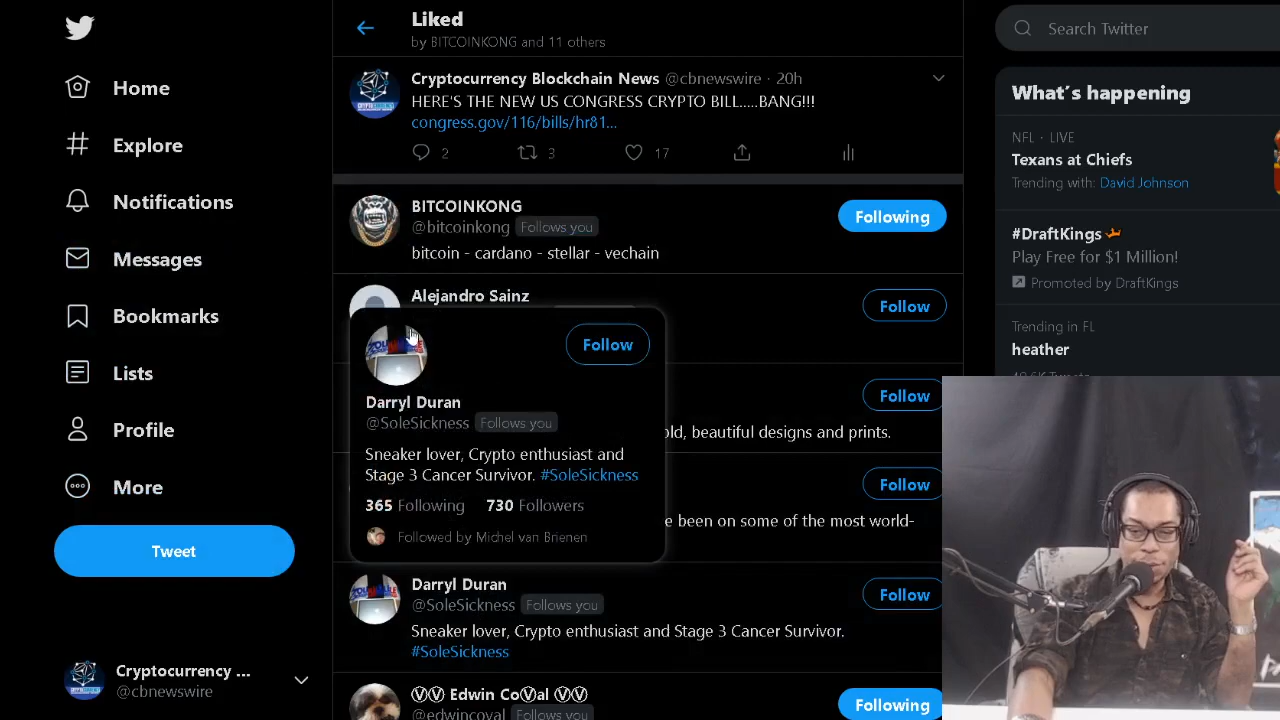 Home
Explore
Notifications
Messages
Bookmarks
Lists
Profile
More
Tweet
Cryptocurrency ...
@cbnewswire
Liked
by BITCOINKONG and 11 others
Cryptocurrency Blockchain News @cbnewswire · 20h
HERE'S THE NEW US CONGRESS CRYPTO BILL.....BANG!!!
congress.gov/116/bills/hr81...
2 3 17
BITCOINKONG
@bitcoinkong Follows you
Following
bitcoin - cardano - stellar - vechain
Alejandro Sainz
Follow
Follow
Darryl Duran
@SoleSickness Follows you
Sneaker lover, Crypto enthusiast and
Stage 3 Cancer Survivor. #SoleSickness
365 Following 730 Followers
Followed by Michel van Brienen
Follow
beautiful designs and prints.
Follow
been on some of the most world-
Darryl Duran
@SoleSickness Follows you
Follow
Sneaker lover, Crypto enthusiast and Stage 3 Cancer Survivor.
#SoleSickness
ⓋⓋ Edwin CoⓋal ⓋⓋ
@edwincoval Follows you
Following
Search Twitter
What's happening
NFL · LIVE
Texans at Chiefs
Trending with: David Johnson
#DraftKings
Play Free for $1 Million!
Promoted by DraftKings
Trending in FL
heather